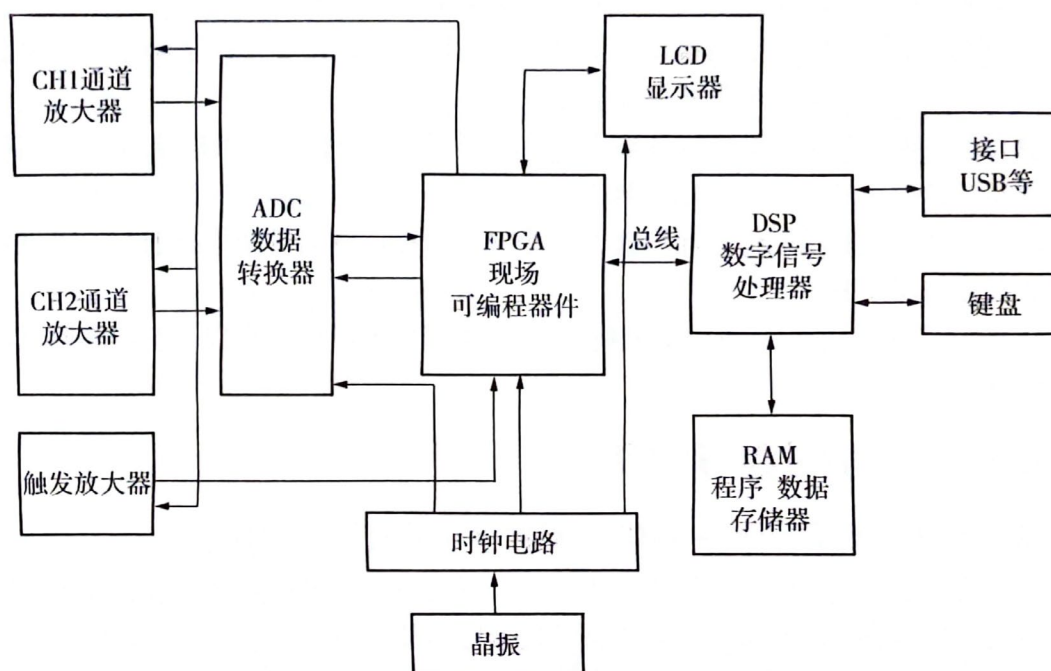 CH1通道
放大器
ADC
数据
转换器
LCD
显示器
接口
USB等
FPGA
现场
可编程器件
总线
DSP
数字信号
处理器
CH2通道
放大器
键盘
触发放大器
RAM
程序 数据
存储器
时钟电路
晶振